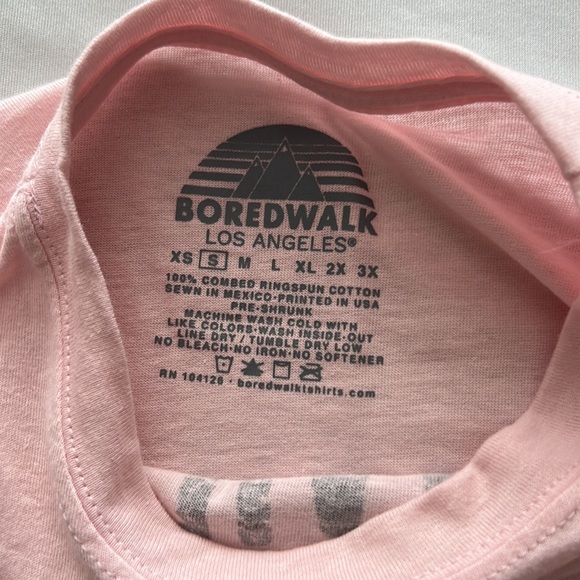 BOREDWALK
LOS ANGELES®
XS S M L XL 2X 3X
100% COMBED RINGSPUN COTTON
SEWN IN MEXICO·PRINTED IN USA
PRE-SHRUNK
MACHINE WASH COLD WITH
LIKE COLORS·WASH INSIDE-OUT
LINE DRY / TUMBLE DRY LOW
NO BLEACH·NO IRON·NO SOFTENER
RN 104126 · boredwalktshirts.com